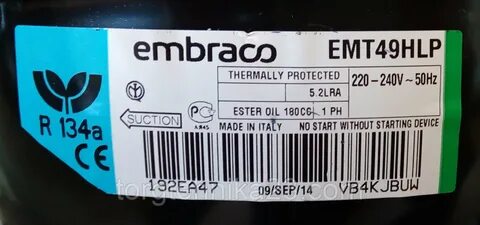 embraco EMT49HLP
THERMALLY PROTECTED
220-240V~50Hz
5.2LRA
ESTER OIL 180CC 1 PH
R 134a
CE
SUCTION
PC
MADE IN ITALY NO START WITHOUT STARTING DEVICE
192EA47 09/SEP/14 VB4KJBUW